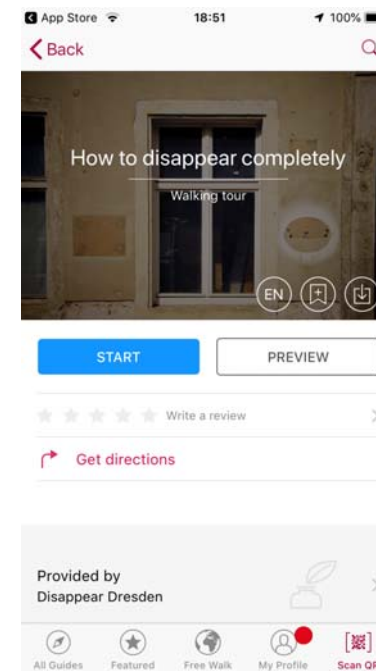 App Store 18:51 100%
Back
How to disappear completely
Walking tour
EN
START PREVIEW
Write a review
Get directions
Provided by
Disappear Dresden
All Guides Featured Free Walk My Profile Scan QR